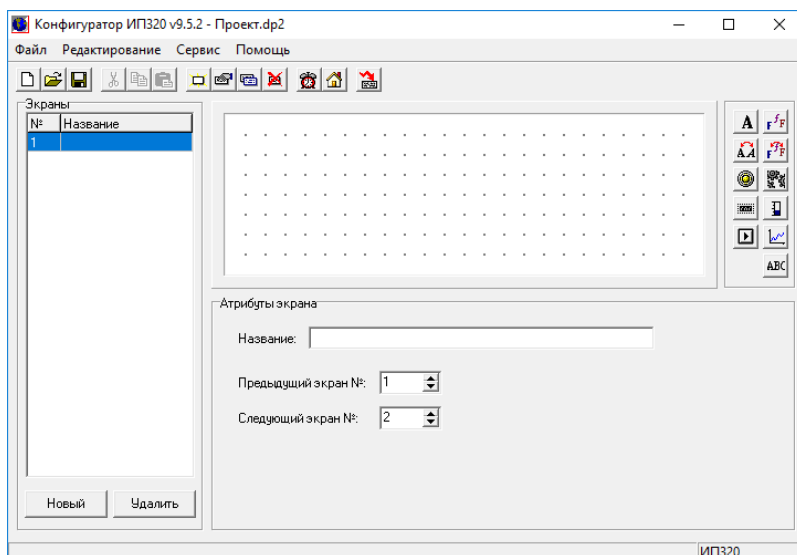 Конфигуратор ИП320 v9.5.2 - Проект.dp2
Файл Редактирование Сервис Помощь
Экраны
№ Название
1
Атрибуты экрана
Название:
Предыдущий экран №: 1
Следующий экран №: 2
Новый Удалить
A F f F
A A F F
ABC
ИП320